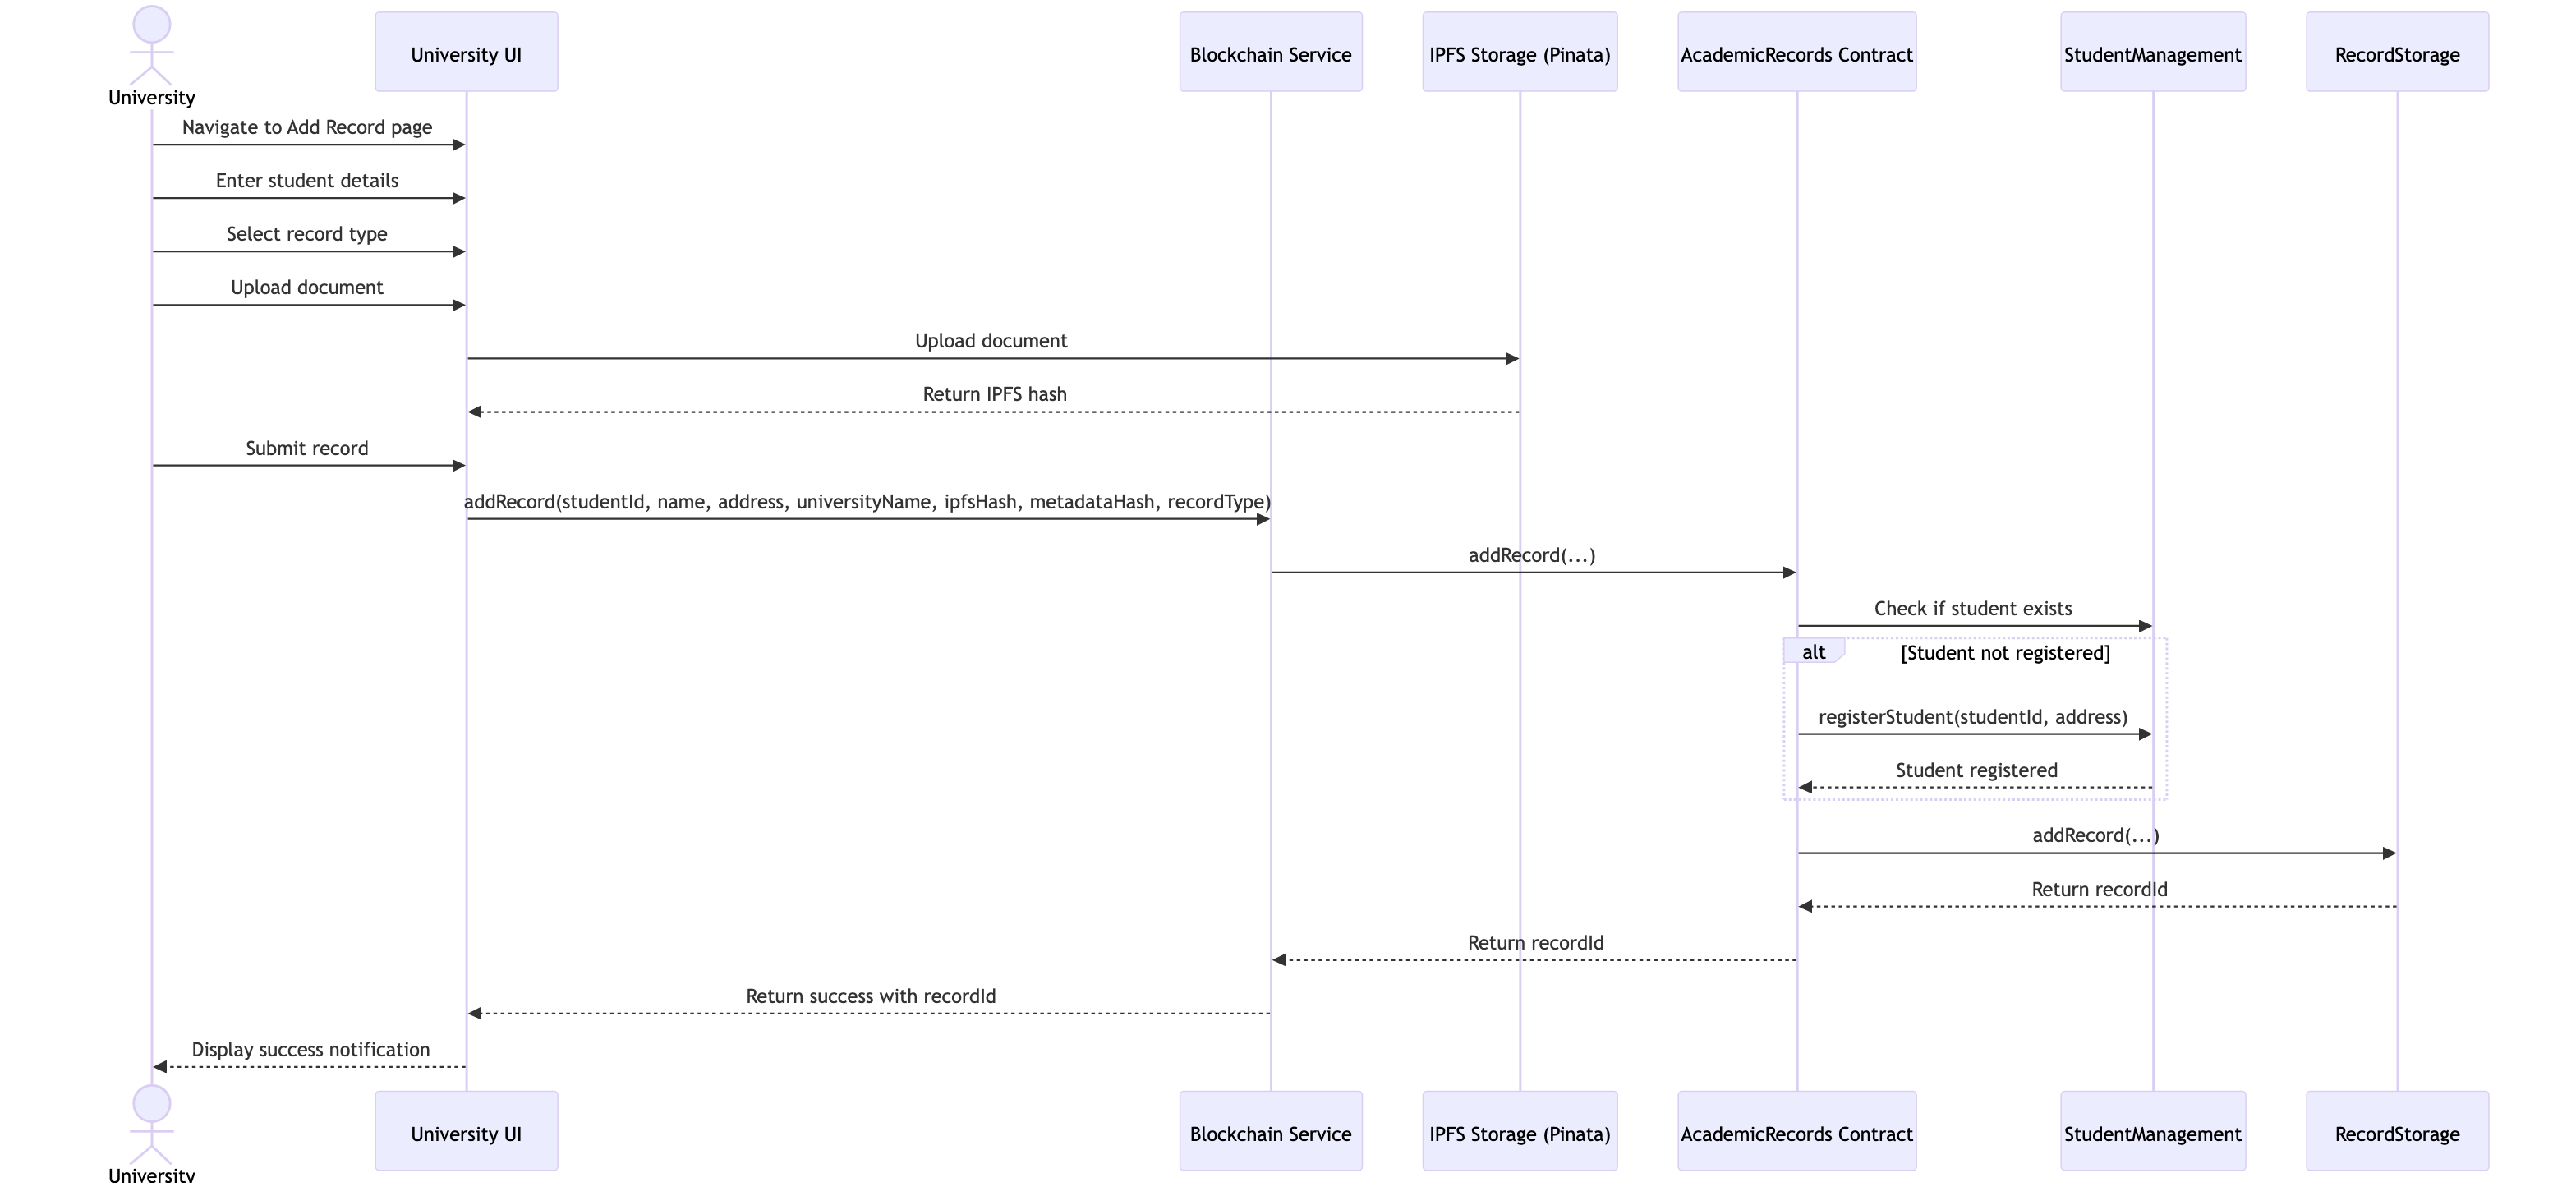 University
University UI
Blockchain Service
IPFS Storage (Pinata)
AcademicRecords Contract
StudentManagement
RecordStorage
Navigate to Add Record page
Enter student details
Select record type
Upload document
Upload document
Return IPFS hash
Submit record
addRecord(studentId, name, address, universityName, ipfsHash, metadataHash, recordType)
addRecord(...)
Check if student exists
alt
[Student not registered]
registerStudent(studentId, address)
Student registered
addRecord(...)
Return recordId
Return recordId
Return success with recordId
Display success notification
University
University UI
Blockchain Service
IPFS Storage (Pinata)
AcademicRecords Contract
StudentManagement
RecordStorage